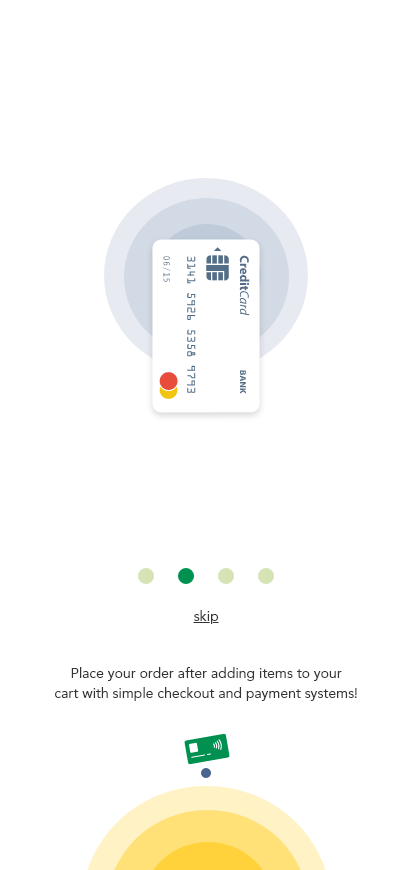 CreditCard
BANK
3141 5926 5358 9793
06/15
skip
Place your order after adding items to your
cart with simple checkout and payment systems!